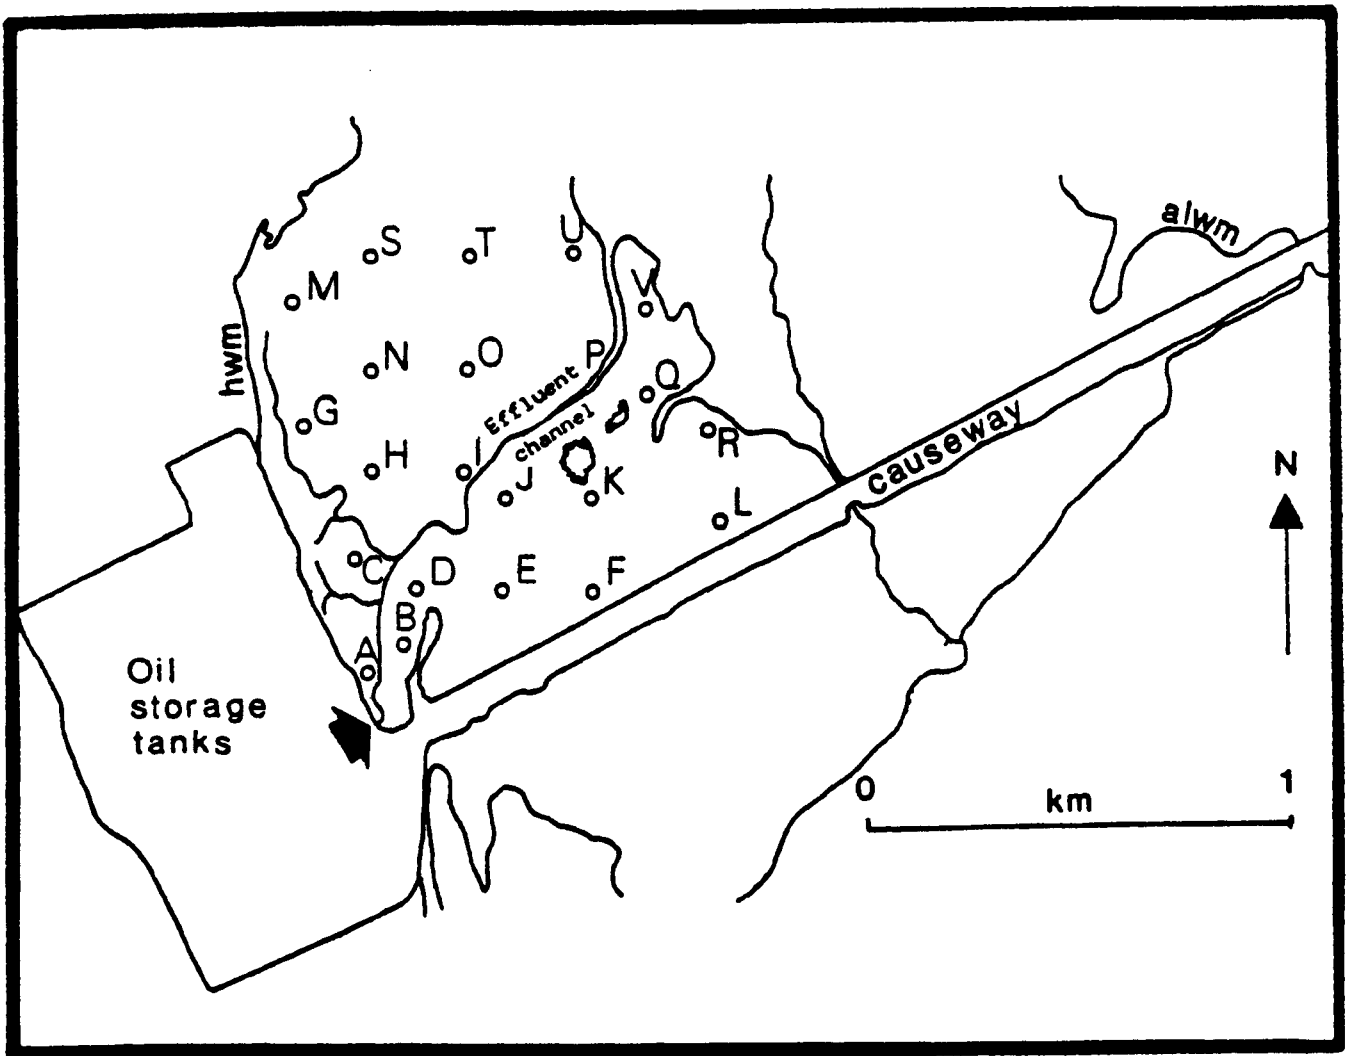 alwm
U
S
T
V
M
hwm
N
O
P
Effluent
channel
Q
G
R
causeway
H
I
J
K
L
N
C
D
E
F
B
A
Oil
storage
tanks
0
km
1